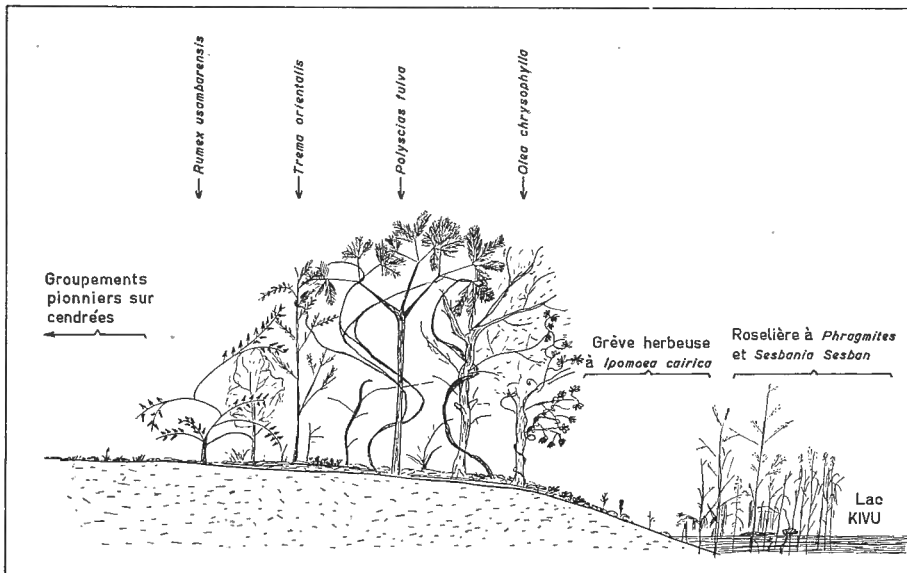 Rumex usambarensis
Trema orientalis
Polyscias fulva
Olea chrysophylla
Groupements
pionniers sur
cendrées
Grève herbeuse
à Ipomoea cairica
Roselière à Phragmites
et Sesbania Sesban
Lac
KIVU